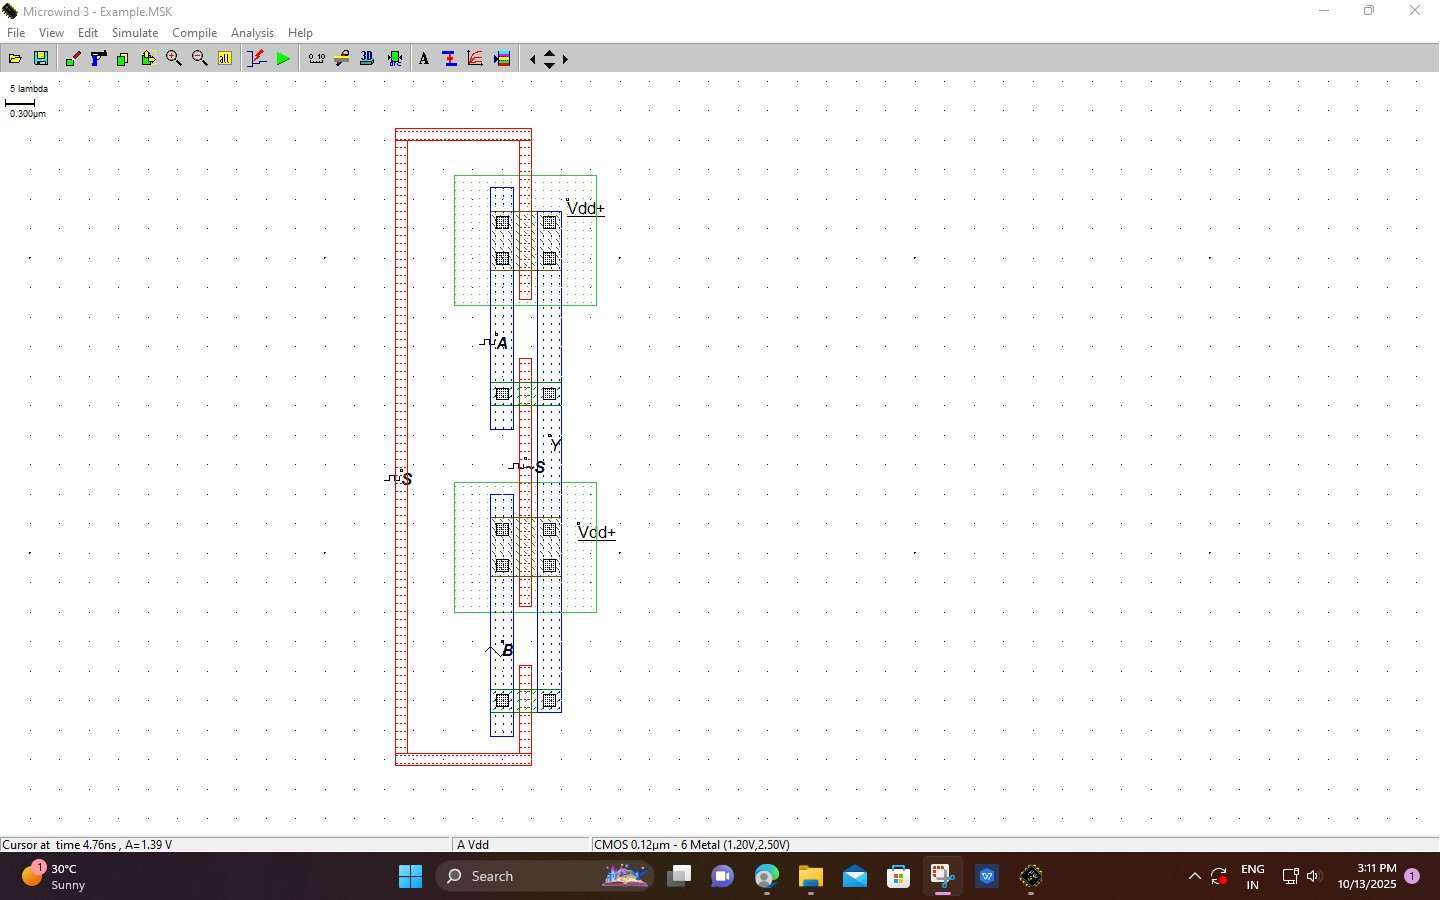 Microwind 3 - Example.MSK
File View Edit Simulate Compile Analysis Help
5 lambda
0.300µm
Vdd+
A
Y
~S
S
Vdd+
B
Cursor at time 4.76ns , A=1.39 V
A Vdd
CMOS 0.12µm - 6 Metal (1.20V,2.50V)
1
30°C
Sunny
Search
ENG
IN
3:11 PM
10/13/2025
1